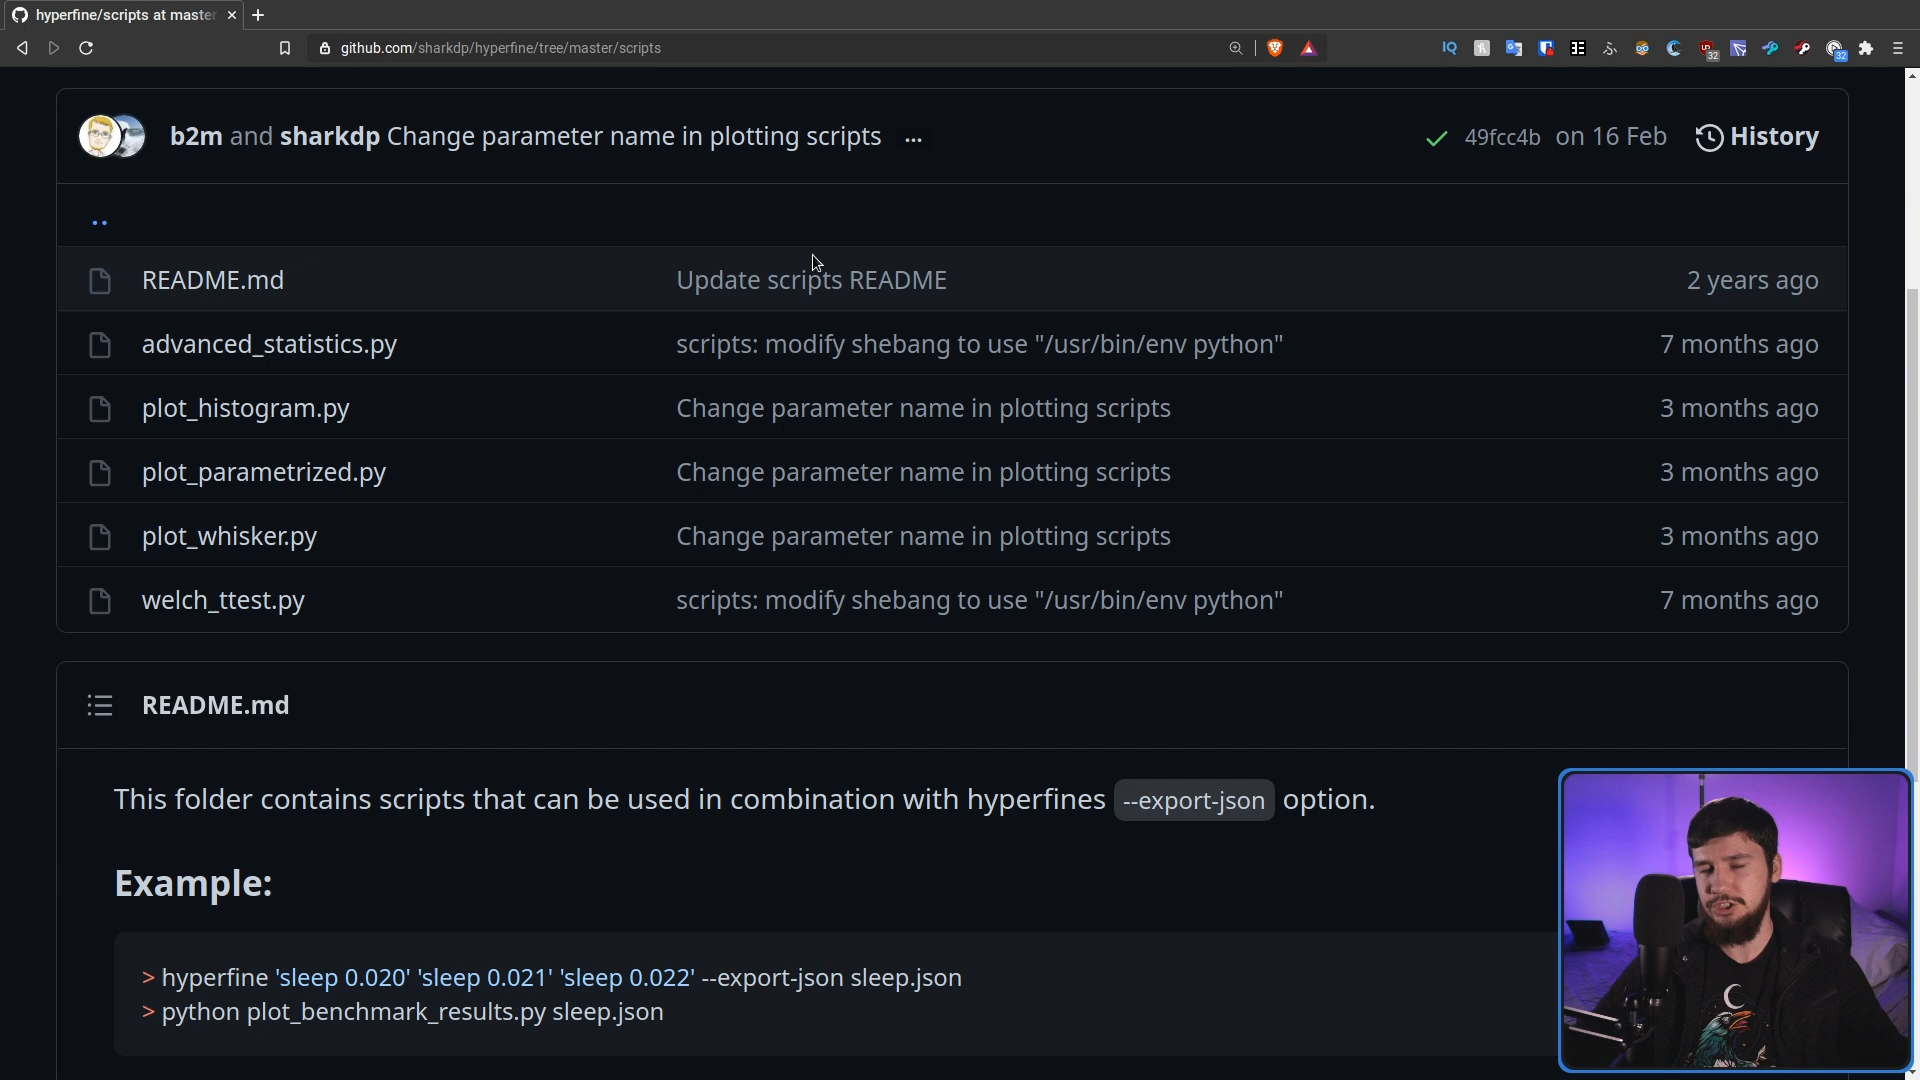 hyperfine/scripts at master
github.com/sharkdp/hyperfine/tree/master/scripts
IQ
32
32
b2m and sharkdp Change parameter name in plotting scripts ...
49fcc4b on 16 Feb History
..
README.md Update scripts README 2 years ago
advanced_statistics.py scripts: modify shebang to use "/usr/bin/env python" 7 months ago
plot_histogram.py Change parameter name in plotting scripts 3 months ago
plot_parametrized.py Change parameter name in plotting scripts 3 months ago
plot_whisker.py Change parameter name in plotting scripts 3 months ago
welch_ttest.py scripts: modify shebang to use "/usr/bin/env python" 7 months ago
README.md
This folder contains scripts that can be used in combination with hyperfines --export-json option.
Example:
> hyperfine 'sleep 0.020' 'sleep 0.021' 'sleep 0.022' --export-json sleep.json
> python plot_benchmark_results.py sleep.json